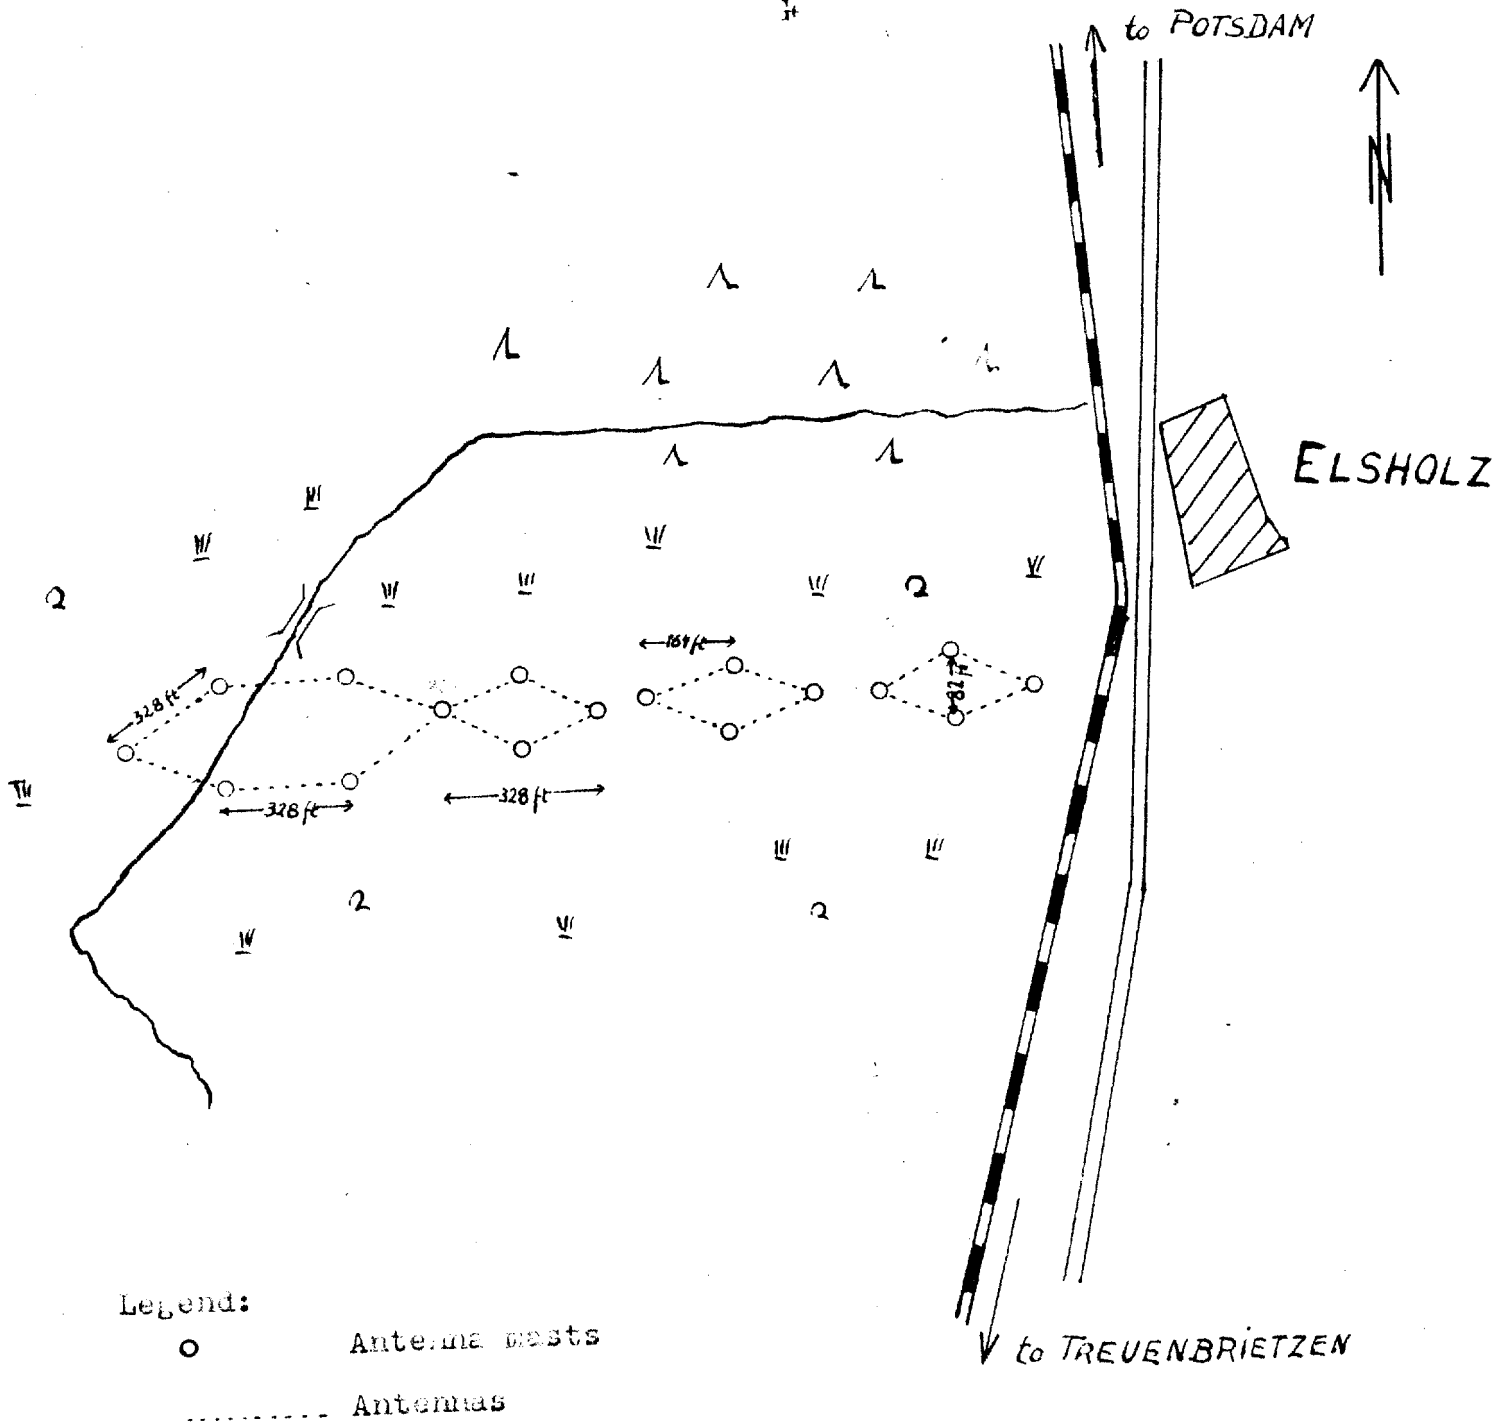 to POTSDAM
N
ELSHOLZ
164 ft
328 ft
82 ft
328 ft
328 ft
Legend:
Antenna masts
to TREUENBRIETZEN
Antennas